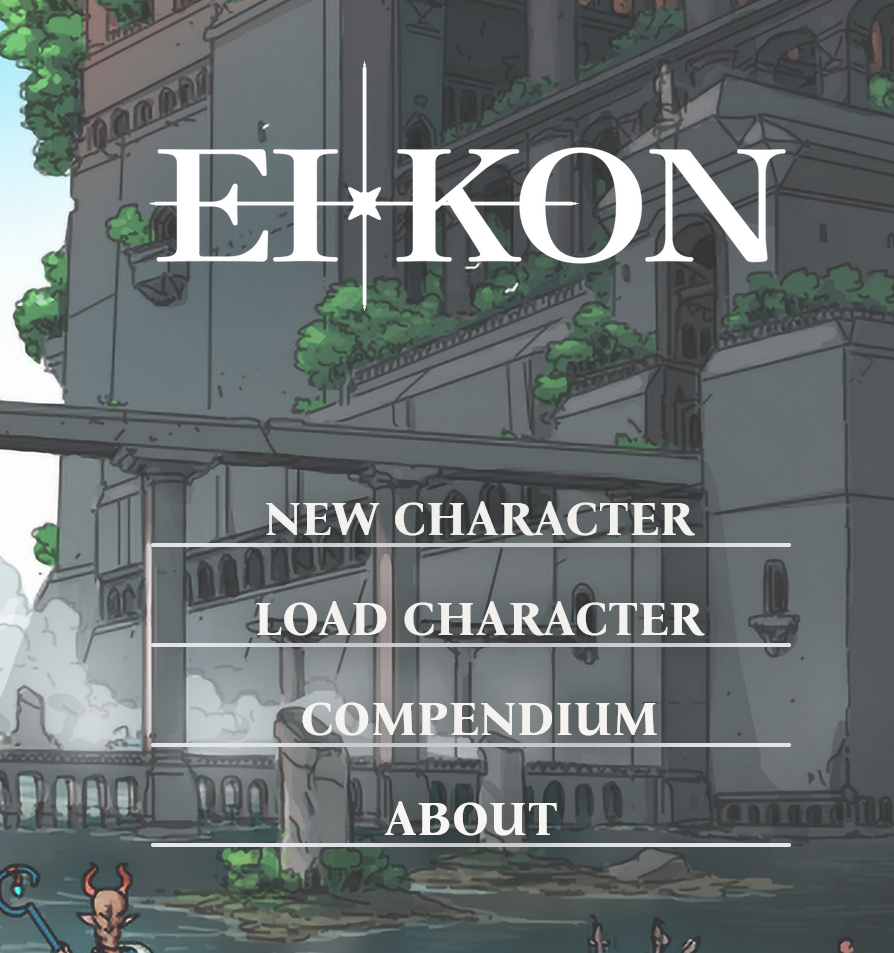 EIKON
NEW CHARACTER
LOAD CHARACTER
COMPENDIUM
ABOUT